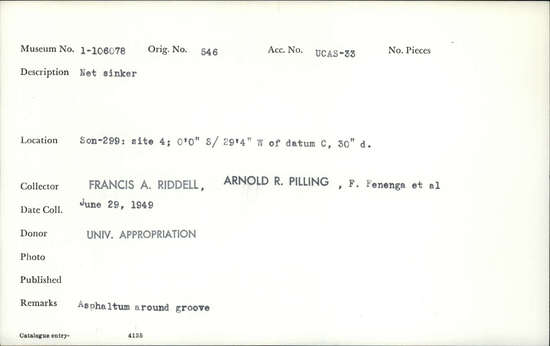 Museum No. 1-106078 Orig. No. 546 Acc. No. UCAS-33 No. Pieces
Description Net sinker
Location Son-299: site 4; 0'0" S/ 29'4" W of datum C, 30" d.
Collector FRANCIS A. RIDDELL, ARNOLD R. PILLING , F. Fenenga et al
Date Coll. June 29, 1949
Donor UNIV. APPROPRIATION
Photo
Published
Remarks Asphaltum around groove
Catalogue entry- 4135